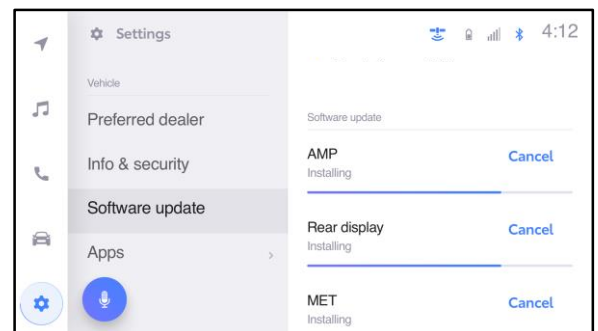 Settings
4:12
Vehicle
Preferred dealer
Info & security
Software update
Apps
Software update
AMP
Cancel
Installing
Rear display
Cancel
Installing
MET
Cancel
Installing